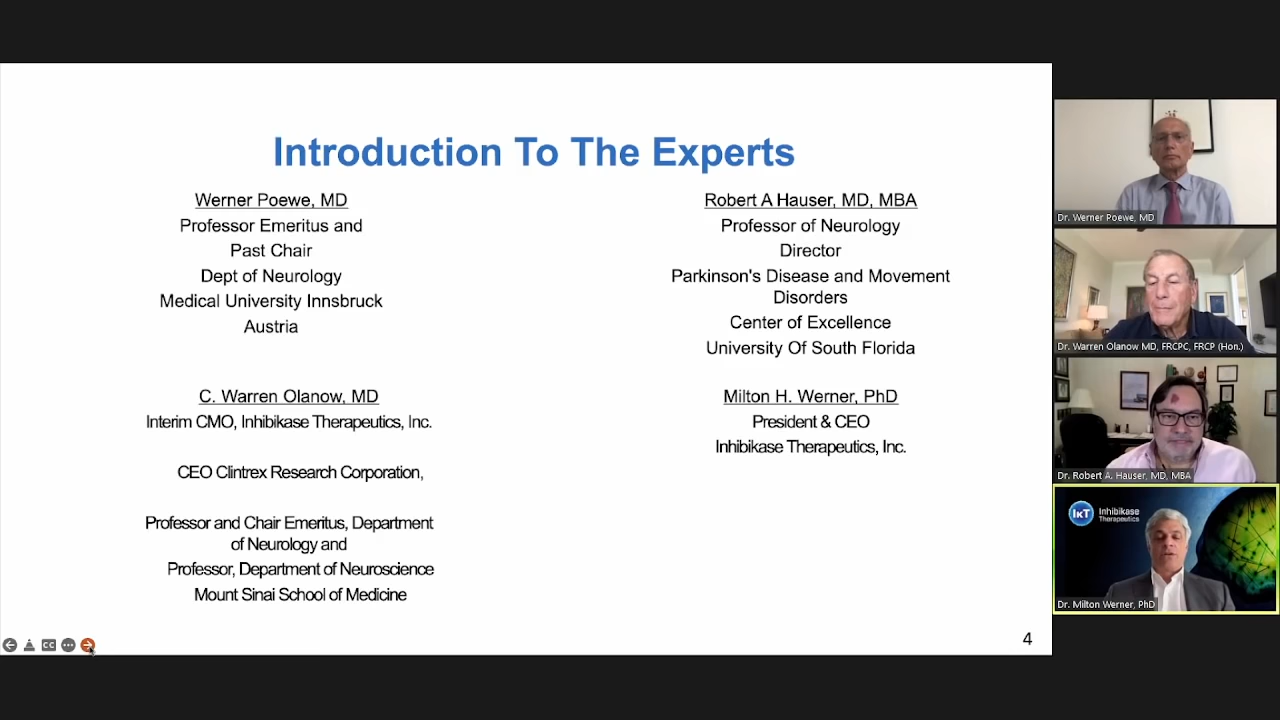 Introduction To The Experts
Werner Poewe, MD
Professor Emeritus and
Past Chair
Dept of Neurology
Medical University Innsbruck
Austria
Robert A Hauser, MD, MBA
Professor of Neurology
Director
Parkinson's Disease and Movement
Disorders
Center of Excellence
University Of South Florida
C. Warren Olanow, MD
Interim CMO, Inhibikase Therapeutics, Inc.
CEO Clintrex Research Corporation,
Professor and Chair Emeritus, Department
of Neurology and
Professor, Department of Neuroscience
Mount Sinai School of Medicine
Milton H. Werner, PhD
President & CEO
Inhibikase Therapeutics, Inc.
CC
4
Dr. Werner Poewe, MD
Dr. Warren Olanow MD, FRCPC, FRCP (Hon.)
Dr. Robert A. Hauser, MD, MBA
IKT
Inhibikase
Therapeutics
Dr. Milton Werner, PhD